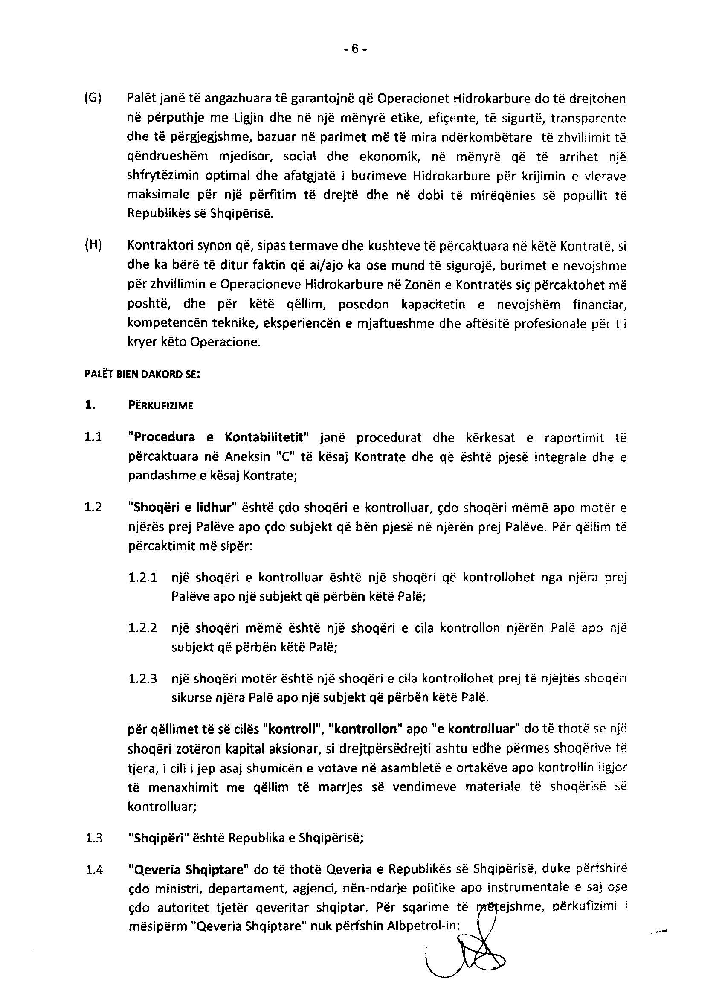 - 6 -
(G) Palët janë të angazhuara të garantojnë që Operacionet Hidrokarbure do të drejtohen
në përputhje me Ligjin dhe në një mënyrë etike, efiçente, të sigurtë, transparente
dhe të përgjegjshme, bazuar në parimet më të mira ndërkombëtare të zhvillimit të
qëndrueshëm mjedisor, social dhe ekonomik, në mënyrë që të arrihet një
shfrytëzimin optimal dhe afatgjatë i burimeve Hidrokarbure për krijimin e vlerave
maksimale për një përfitim të drejtë dhe në dobi të mirëqënies së popullit të
Republikës së Shqipërisë.
(H) Kontraktori synon që, sipas termave dhe kushteve të përcaktuara në këtë Kontratë, si
dhe ka bërë të ditur faktin që ai/ajo ka ose mund të sigurojë, burimet e nevojshme
për zhvillimin e Operacioneve Hidrokarbure në Zonën e Kontratës siç përcaktohet më
poshtë, dhe për këtë qëllim, posedon kapacitetin e nevojshëm financiar,
kompetencën teknike, eksperiencën e mjaftueshme dhe aftësitë profesionale për t'i
kryer këto Operacione.
PALËT BIEN DAKORD SE:
1. PËRKUFIZIME
1.1 "Procedura e Kontabilitetit" janë procedurat dhe kërkesat e raportimit të
përcaktuara në Aneksin "C" të kësaj Kontrate dhe që është pjesë integrale dhe e
pandashme e kësaj Kontrate;
1.2 "Shoqëri e lidhur" është çdo shoqëri e kontrolluar, çdo shoqëri mëmë apo motër e
njërës prej Palëve apo çdo subjekt që bën pjesë në njërën prej Palëve. Për qëllim të
përcaktimit më sipër:
1.2.1 një shoqëri e kontrolluar është një shoqëri që kontrollohet nga njëra prej
Palëve apo një subjekt që përbën këtë Palë;
1.2.2 një shoqëri mëmë është një shoqëri e cila kontrollon njërën Palë apo një
subjekt që përbën këtë Palë;
1.2.3 një shoqëri motër është një shoqëri e cila kontrollohet prej të njëjtës shoqëri
sikurse njëra Palë apo një subjekt që përbën këtë Palë.
për qëllimet të së cilës "kontroll", "kontrollon" apo "e kontrolluar" do të thotë se një
shoqëri zotëron kapital aksionar, si drejtpërsëdrejti ashtu edhe përmes shoqërive të
tjera, i cili i jep asaj shumicën e votave në asambletë e ortakëve apo kontrollin ligjor
të menaxhimit me qëllim të marrjes së vendimeve materiale të shoqërisë së
kontrolluar;
1.3 "Shqipëri" është Republika e Shqipërisë;
1.4 "Qeveria Shqiptare" do të thotë Qeveria e Republikës së Shqipërisë, duke përfshirë
çdo ministri, departament, agjenci, nën-ndarje politike apo instrumentale e saj ose
çdo autoritet tjetër qeveritar shqiptar. Për sqarime të mëtejshme, përkufizimi i
mësipërm "Qeveria Shqiptare" nuk përfshin Albpetrol-in;